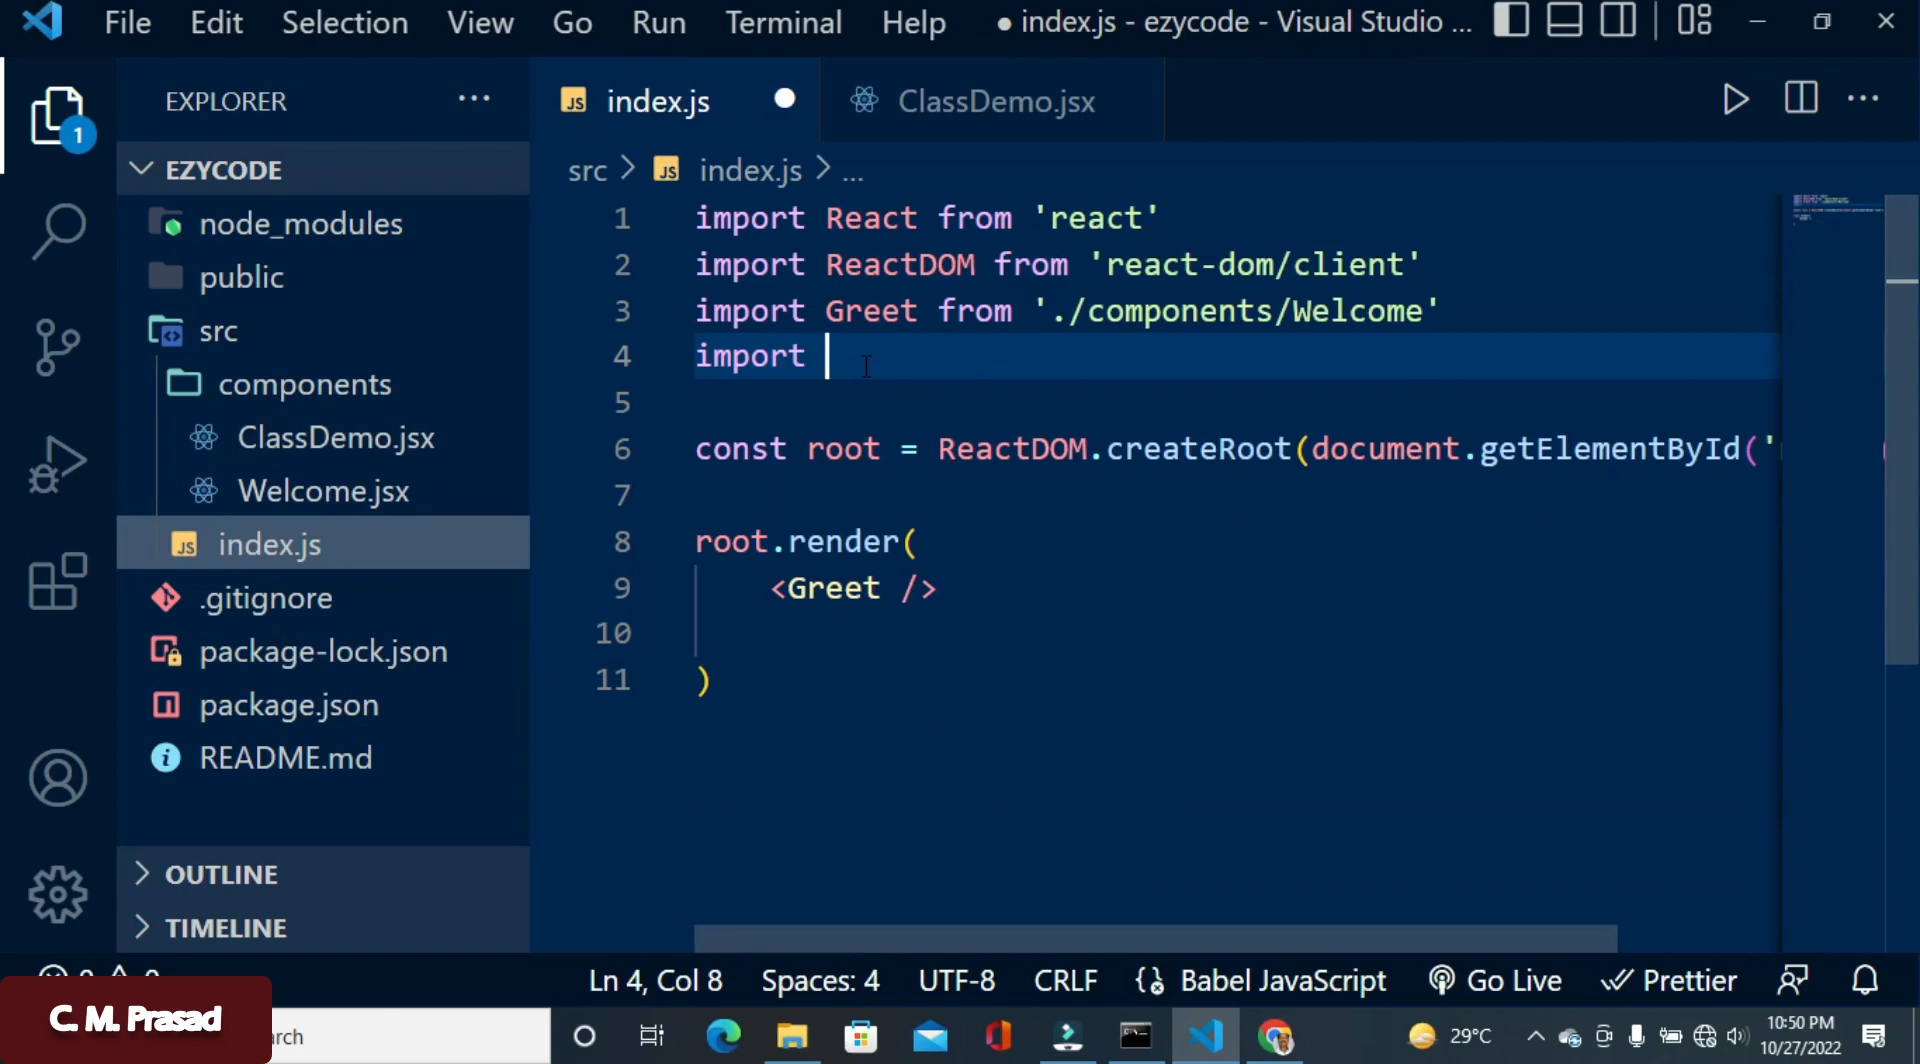 File Edit Selection View Go Run Terminal Help ● index.js - ezycode - Visual Studio ...
EXPLORER ...
index.js
ClassDemo.jsx
1
EZYCODE
src > index.js > ...
node_modules
public
src
components
ClassDemo.jsx
Welcome.jsx
index.js
.gitignore
package-lock.json
package.json
README.md
OUTLINE
TIMELINE
1 import React from 'react'
2 import ReactDOM from 'react-dom/client'
3 import Greet from './components/Welcome'
4 import
5
6 const root = ReactDOM.createRoot(document.getElementById('
7
8 root.render(
9 <Greet />
10
11 )
Ln 4, Col 8 Spaces: 4 UTF-8 CRLF Babel JavaScript Go Live Prettier
C. M. Prasad
29°C
10:50 PM
10/27/2022